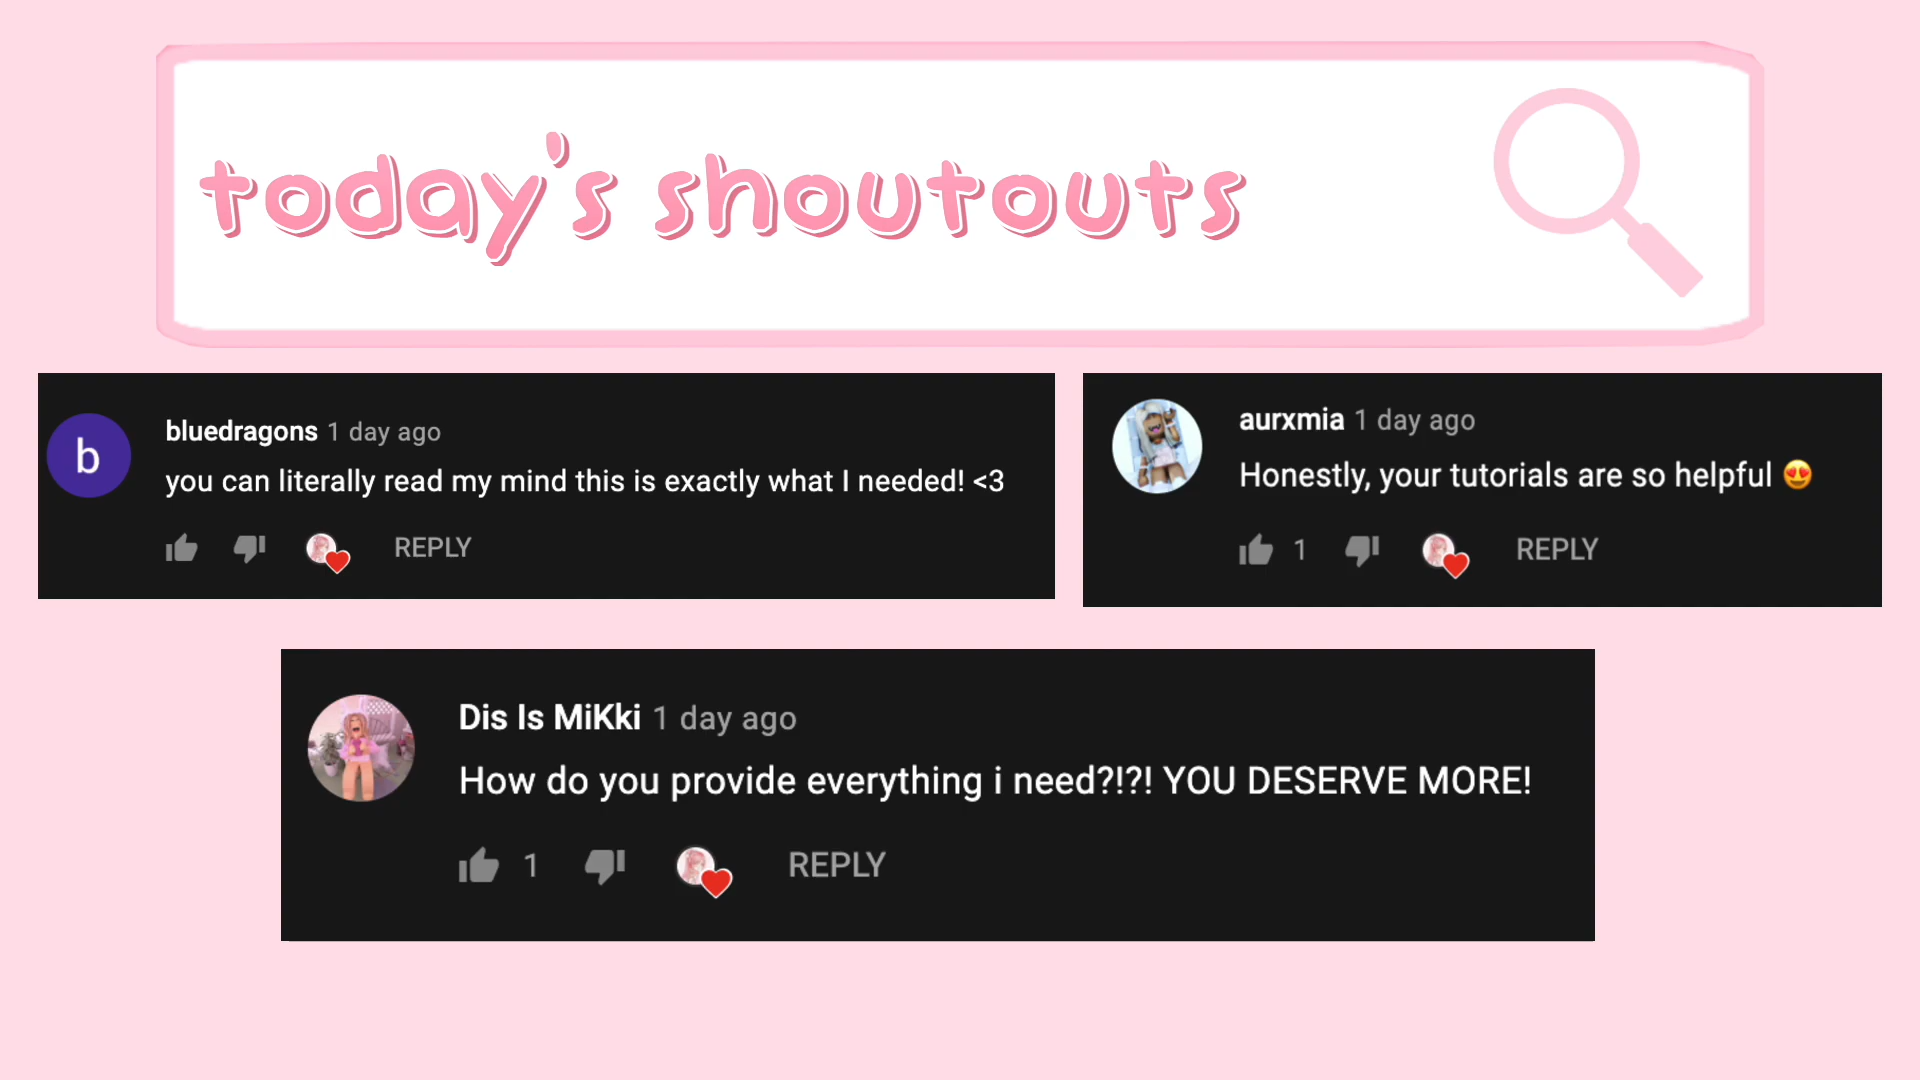 today's shoutouts
b
bluedragons 1 day ago
you can literally read my mind this is exactly what I needed! <3
REPLY
aurxmia 1 day ago
Honestly, your tutorials are so helpful 😍
1 REPLY
Dis Is MiKki 1 day ago
How do you provide everything i need?!?! YOU DESERVE MORE!
1 REPLY